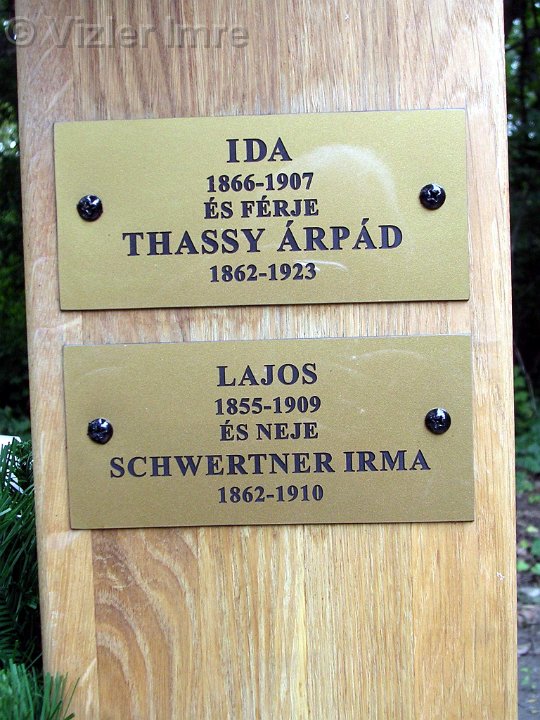 © Vizler Imre
IDA
1866-1907
ÉS FÉRJE
THASSY ÁRPÁD
1862-1923
LAJOS
1855-1909
ÉS NEJE
SCHWERTNER IRMA
1862-1910